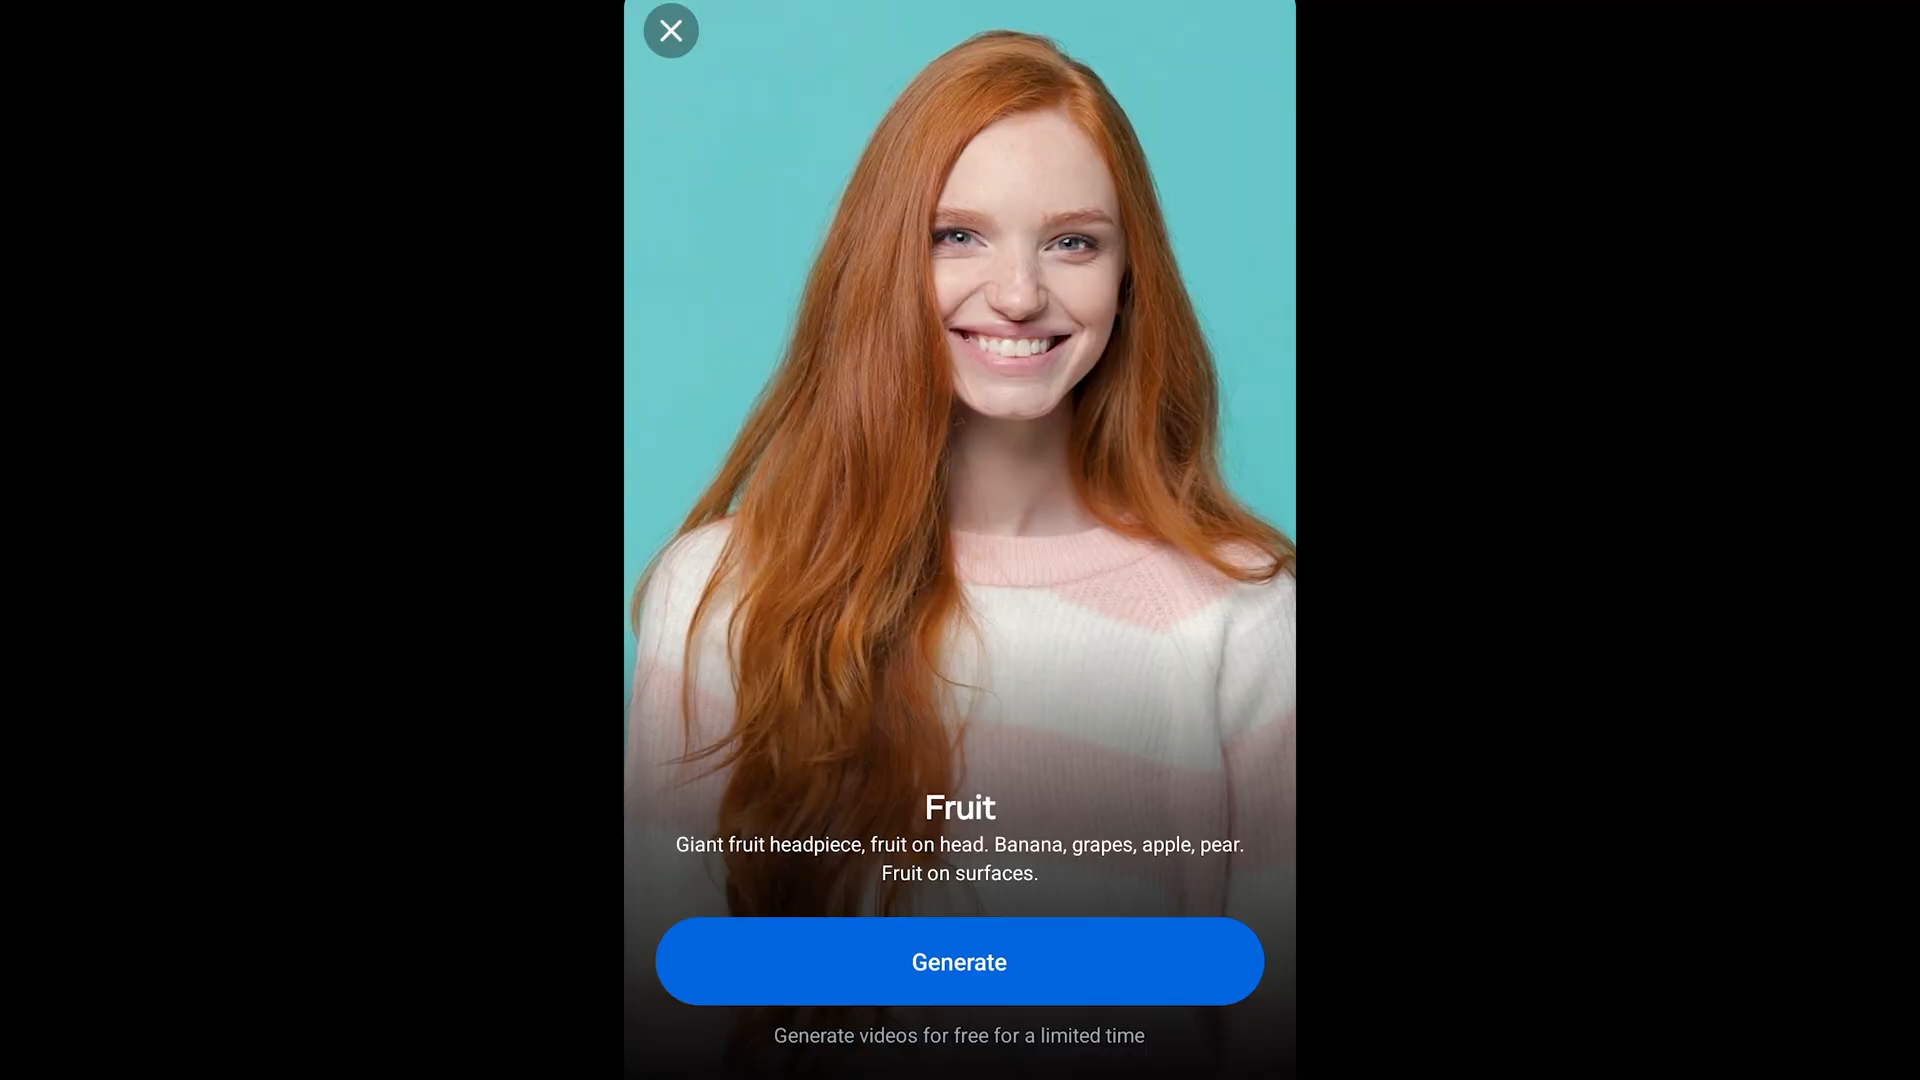 Fruit
Giant fruit headpiece, fruit on head. Banana, grapes, apple, pear.
Fruit on surfaces.
Generate
Generate videos for free for a limited time